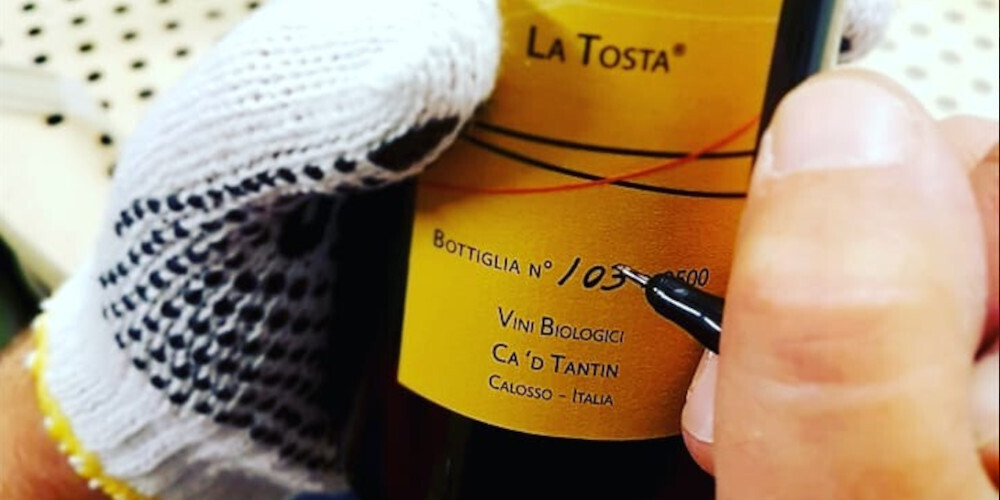 LA TOSTA®
BOTTIGLIA N° 103
VINI BIOLOGICI
CA 'D TANTIN
CALOSSO - ITALIA